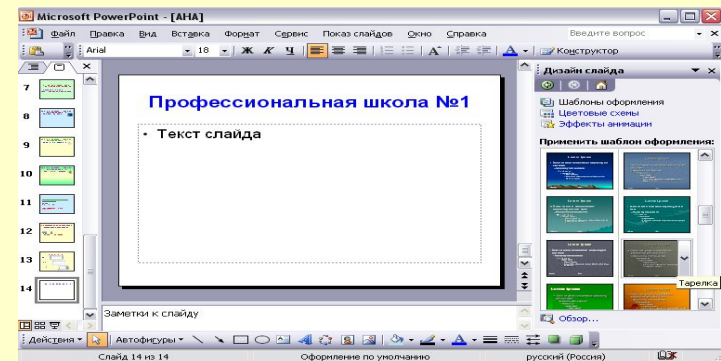 Microsoft PowerPoint - [АНА]
Файл Правка Вид Вставка Формат Сервис Показ слайдов Окно Справка Введите вопрос
Arial 18 Ж К Ч Конструктор
Дизайн слайда
Шаблоны оформления
Цветовые схемы
Эффекты анимации
Применить шаблон оформления:
7
8
9
10
11
12
13
14
Профессиональная школа №1
• Текст слайда
Тарелка
Обзор...
Заметки к слайду
Действия Автофигуры
Слайд 14 из 14 Оформление по умолчанию русский (Россия)